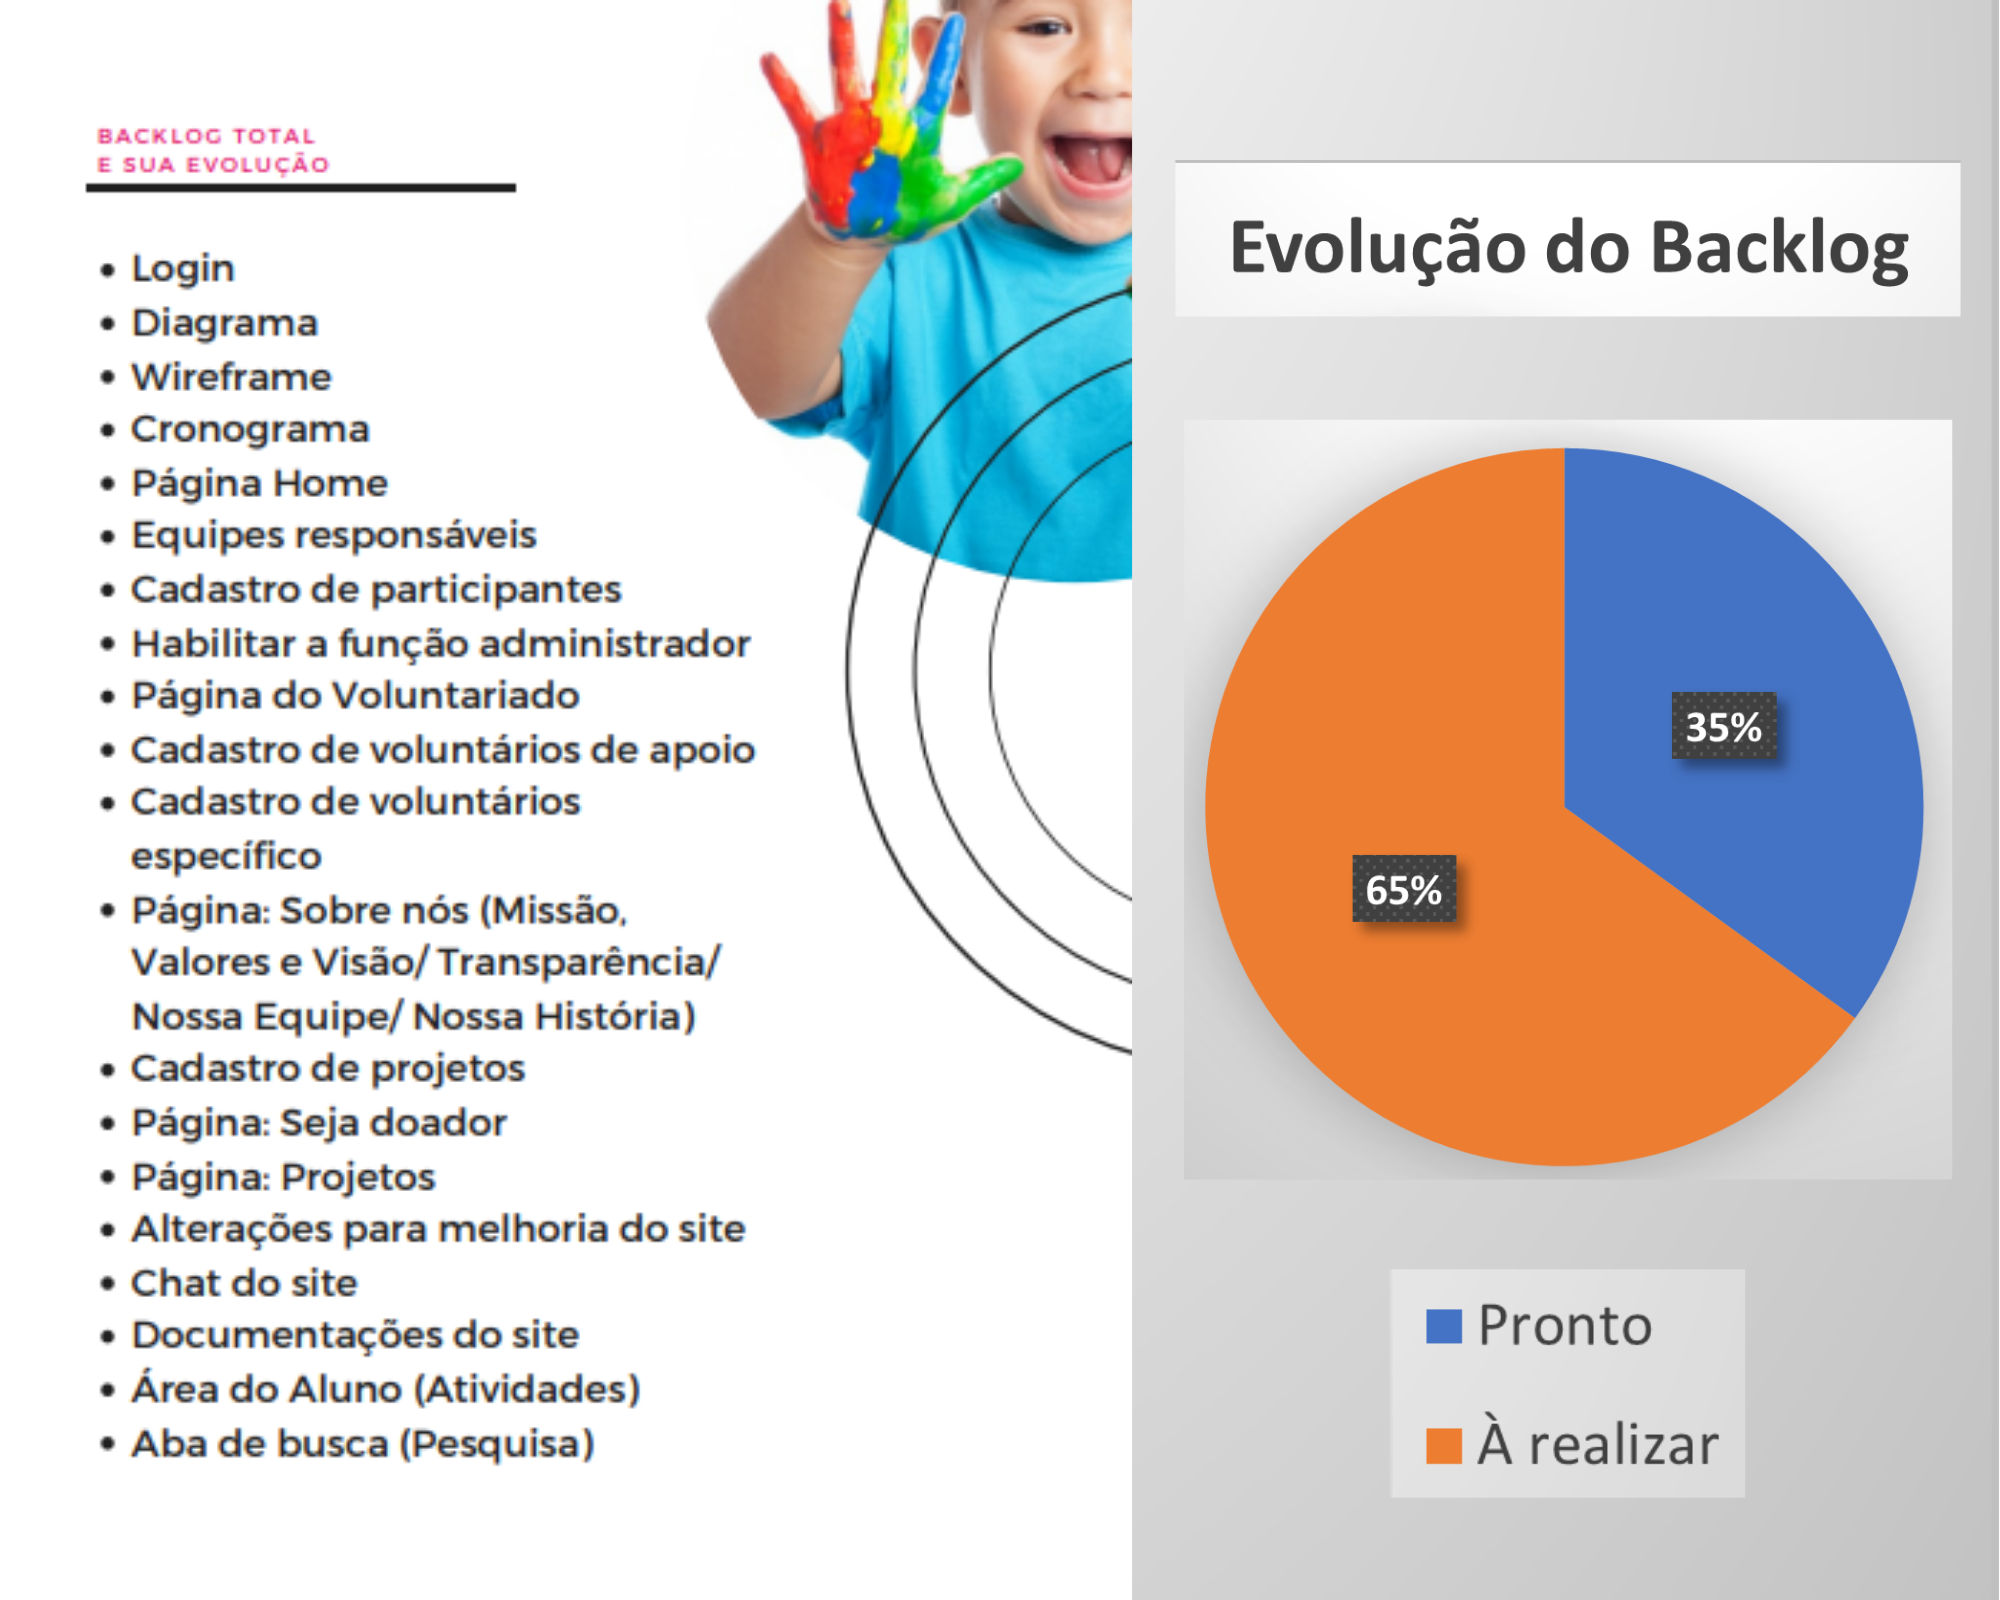 BACKLOG TOTAL
E SUA EVOLUÇÃO
• Login
• Diagrama
• Wireframe
• Cronograma
• Página Home
• Equipes responsáveis
• Cadastro de participantes
• Habilitar a função administrador
• Página do Voluntariado
• Cadastro de voluntários de apoio
• Cadastro de voluntários
específico
• Página: Sobre nós (Missão,
Valores e Visão/ Transparência/
Nossa Equipe/ Nossa História)
• Cadastro de projetos
• Página: Seja doador
• Página: Projetos
• Alterações para melhoria do site
• Chat do site
• Documentações do site
• Área do Aluno (Atividades)
• Aba de busca (Pesquisa)
Evolução do Backlog
35%
65%
Pronto
À realizar